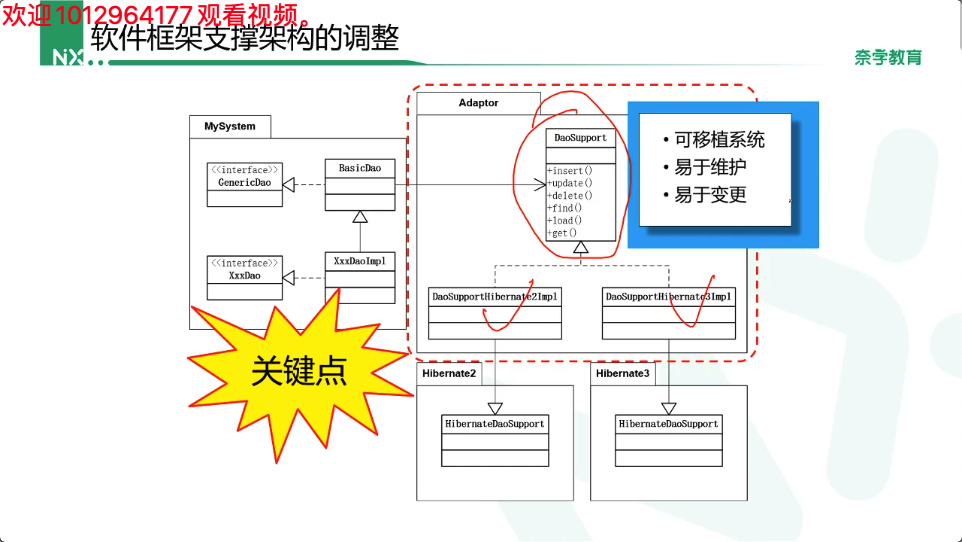 欢迎1012964177观看视频。
软件框架支撑架构的调整
NX
奈学教育
Adaptor
MySystem
DaoSupport
+insert()
+update()
+delete()
+find()
+load()
+get()
• 可移植系统
• 易于维护
• 易于变更
<<interface>>
GenericDao
BasicDao
<<interface>>
XxxDao
XxxDaoImpl
DaoSupportHibernate2Impl
DaoSupportHibernate3Impl
关键点
Hibernate2
Hibernate3
HibernateDaoSupport
HibernateDaoSupport